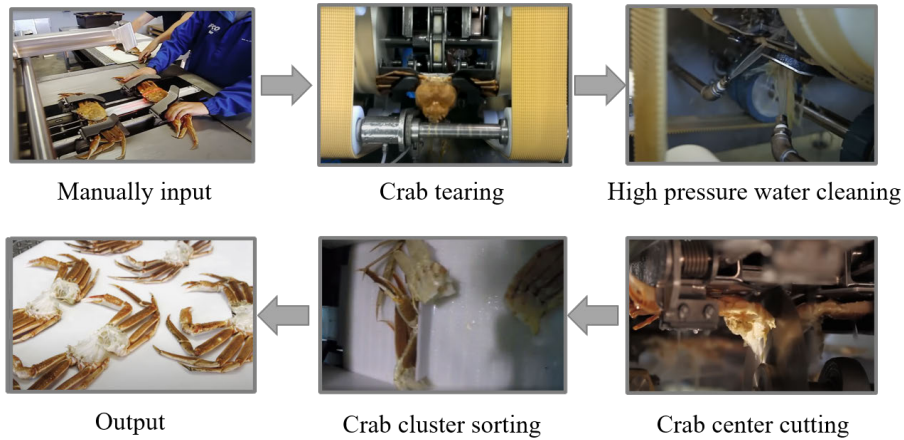 Manually input
Crab tearing
High pressure water cleaning
Output
Crab cluster sorting
Crab center cutting